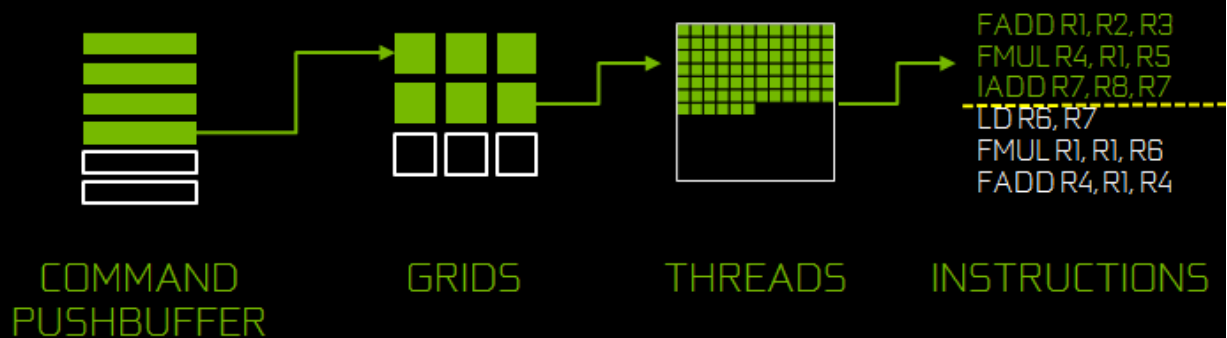 FADD R1, R2, R3
FMUL R4, R1, R5
IADD R7, R8, R7
LD R6, R7
FMUL R1, R1, R6
FADD R4, R1, R4
COMMAND
PUSHBUFFER
GRIDS
THREADS
INSTRUCTIONS